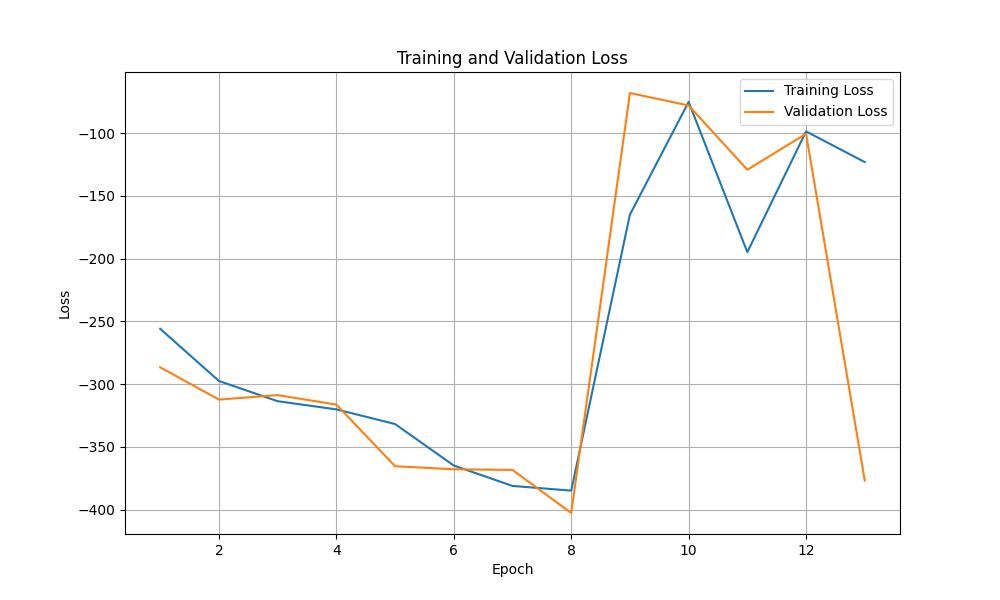 Training and Validation Loss
Training Loss
Validation Loss
−100
−150
−200
−250
−300
−350
−400
Loss
2
4
6
8
10
12
Epoch